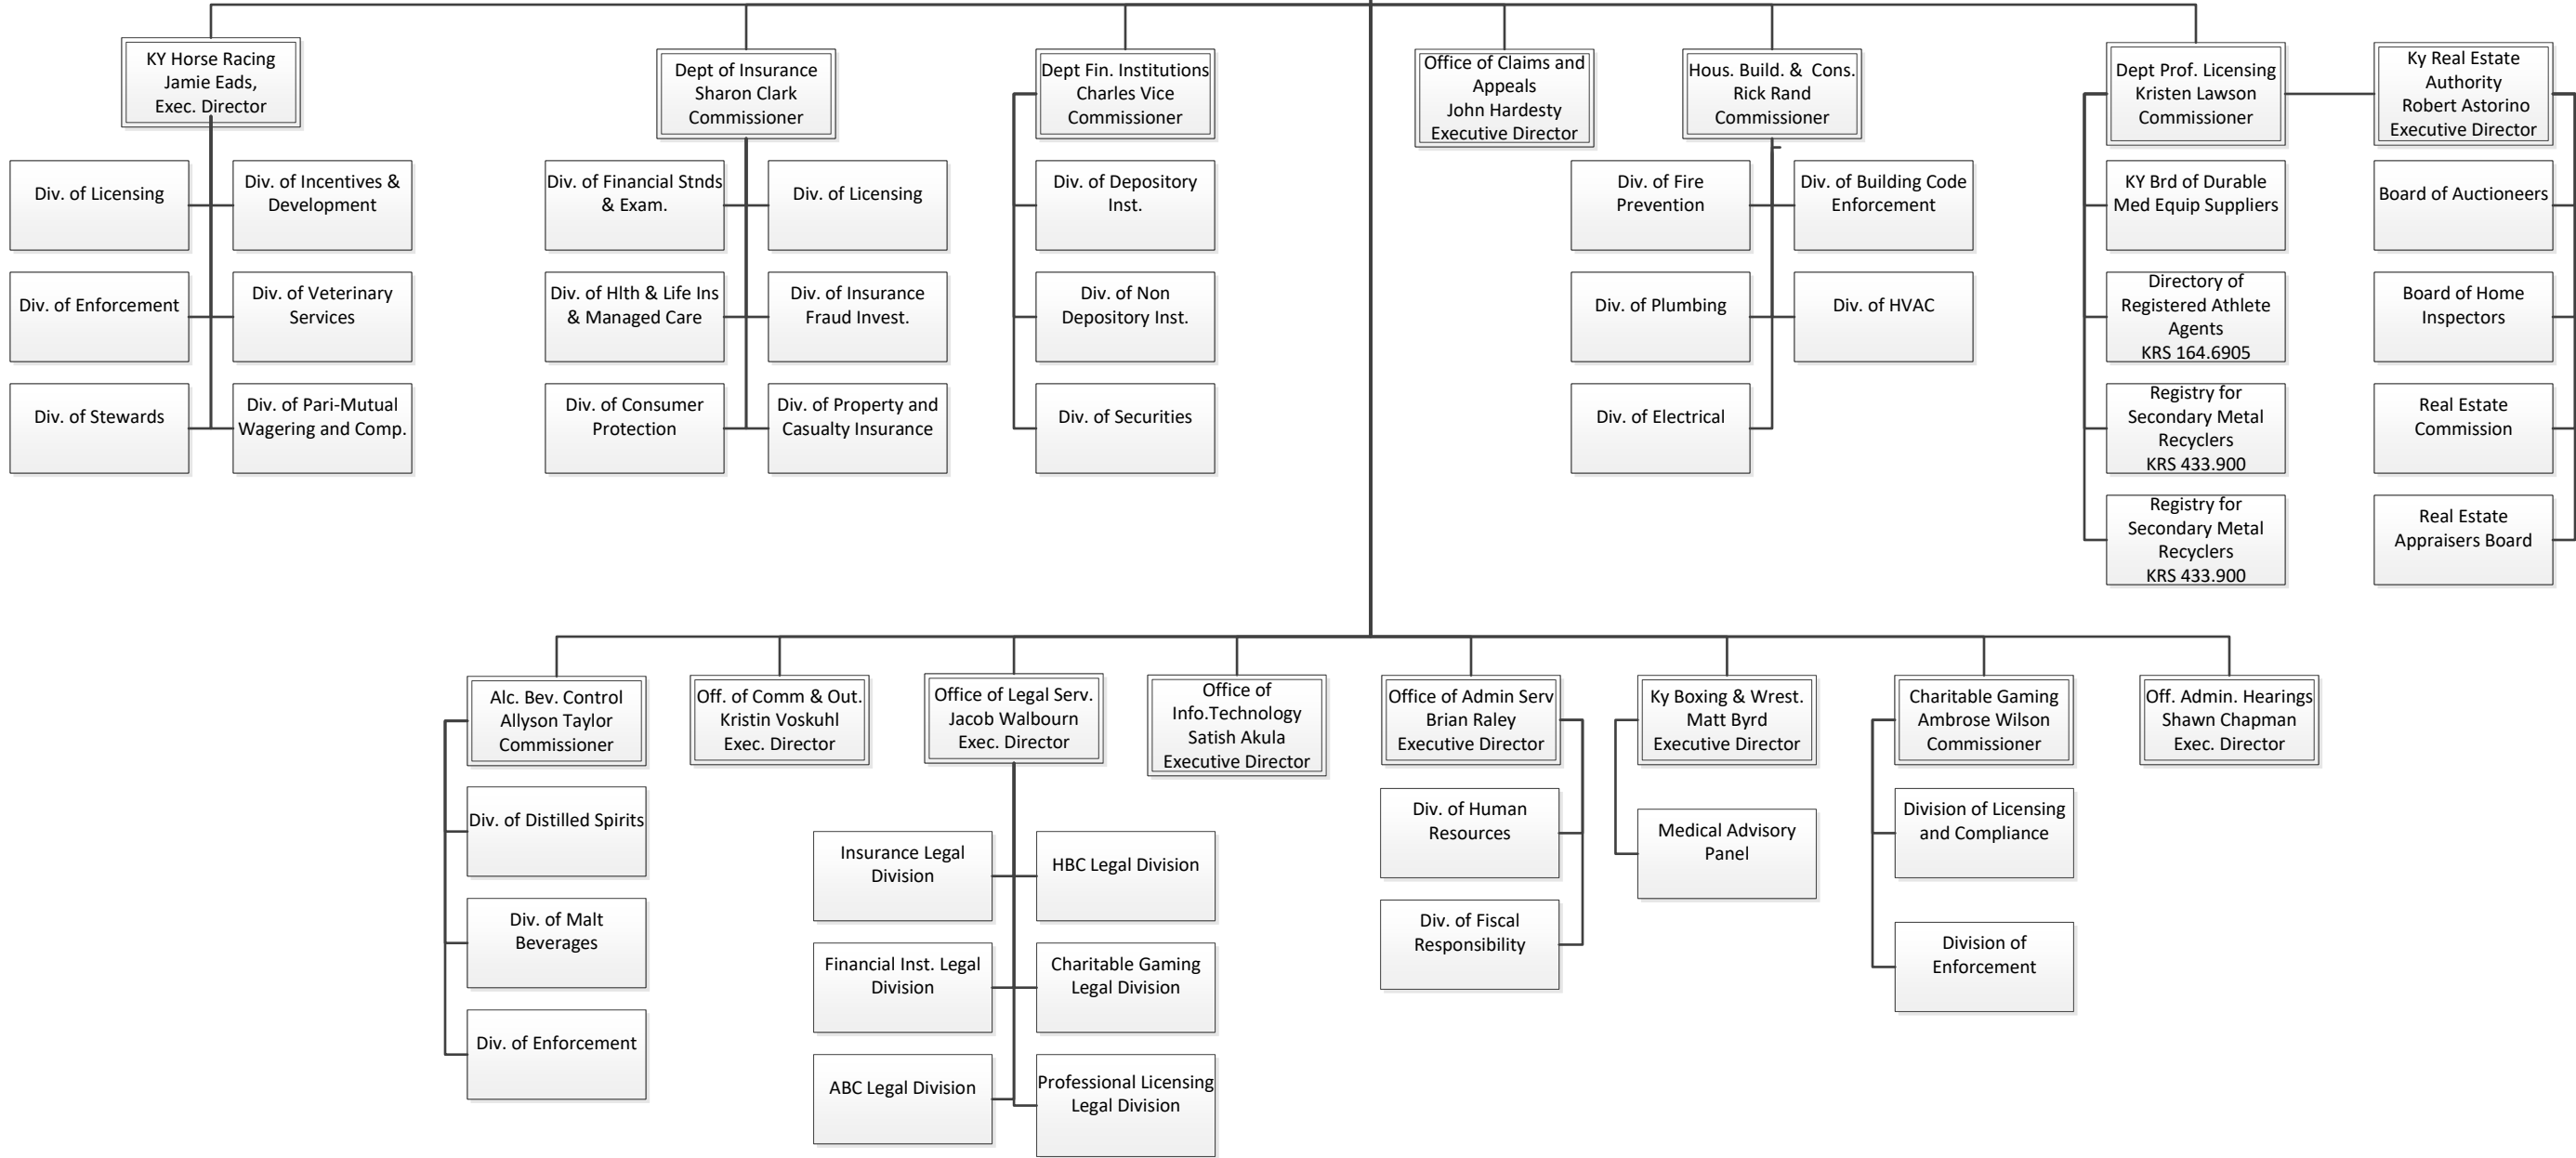 KY Horse Racing
Jamie Eads,
Exec. Director
Dept of Insurance
Sharon Clark
Commissioner
Dept Fin. Institutions
Charles Vice
Commissioner
Office of Claims and
Appeals
John Hardesty
Executive Director
Hous. Build. & Cons.
Rick Rand
Commissioner
Dept Prof. Licensing
Kristen Lawson
Commissioner
Ky Real Estate
Authority
Robert Astorino
Executive Director
Div. of Licensing
Div. of Incentives &
Development
Div. of Financial Stnds
& Exam.
Div. of Licensing
Div. of Depository
Inst.
Div. of Fire
Prevention
Div. of Building Code
Enforcement
KY Brd of Durable
Med Equip Suppliers
Board of Auctioneers
Div. of Enforcement
Div. of Veterinary
Services
Div. of Hlth & Life Ins
& Managed Care
Div. of Insurance
Fraud Invest.
Div. of Non
Depository Inst.
Div. of Plumbing
Div. of HVAC
Directory of
Registered Athlete
Agents
KRS 164.6905
Board of Home
Inspectors
Div. of Stewards
Div. of Pari-Mutual
Wagering and Comp.
Div. of Consumer
Protection
Div. of Property and
Casualty Insurance
Div. of Securities
Div. of Electrical
Registry for
Secondary Metal
Recyclers
KRS 433.900
Real Estate
Commission
Registry for
Secondary Metal
Recyclers
KRS 433.900
Real Estate
Appraisers Board
Alc. Bev. Control
Allyson Taylor
Commissioner
Off. of Comm & Out.
Kristin Voskuhl
Exec. Director
Office of Legal Serv.
Jacob Walbourn
Exec. Director
Office of
Info.Technology
Satish Akula
Executive Director
Office of Admin Serv
Brian Raley
Executive Director
Ky Boxing & Wrest.
Matt Byrd
Executive Director
Charitable Gaming
Ambrose Wilson
Commissioner
Off. Admin. Hearings
Shawn Chapman
Exec. Director
Div. of Distilled Spirits
Insurance Legal
Division
HBC Legal Division
Div. of Human
Resources
Medical Advisory
Panel
Division of Licensing
and Compliance
Div. of Malt
Beverages
Financial Inst. Legal
Division
Charitable Gaming
Legal Division
Div. of Fiscal
Responsibility
Division of
Enforcement
Div. of Enforcement
ABC Legal Division
Professional Licensing
Legal Division